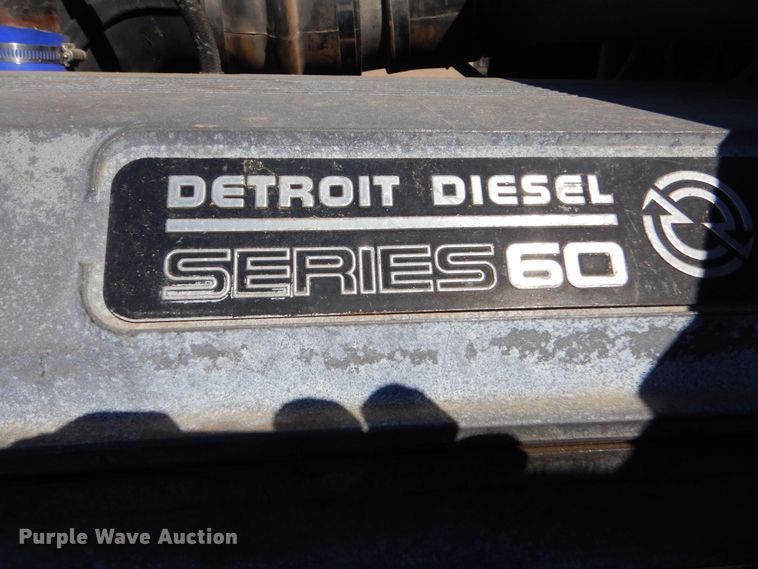 DETROIT DIESEL
SERIES 60
Purple Wave Auction